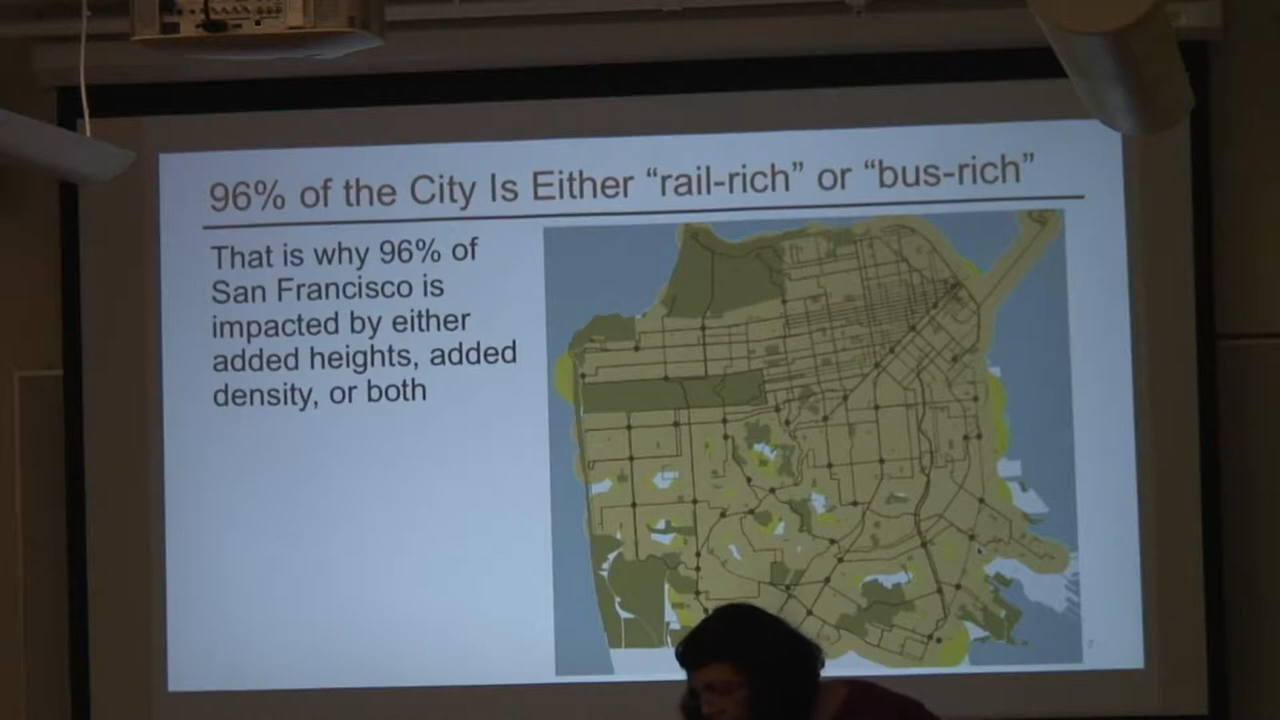 96% of the City Is Either “rail-rich” or “bus-rich”
That is why 96% of
San Francisco is
impacted by either
added heights, added
density, or both
7